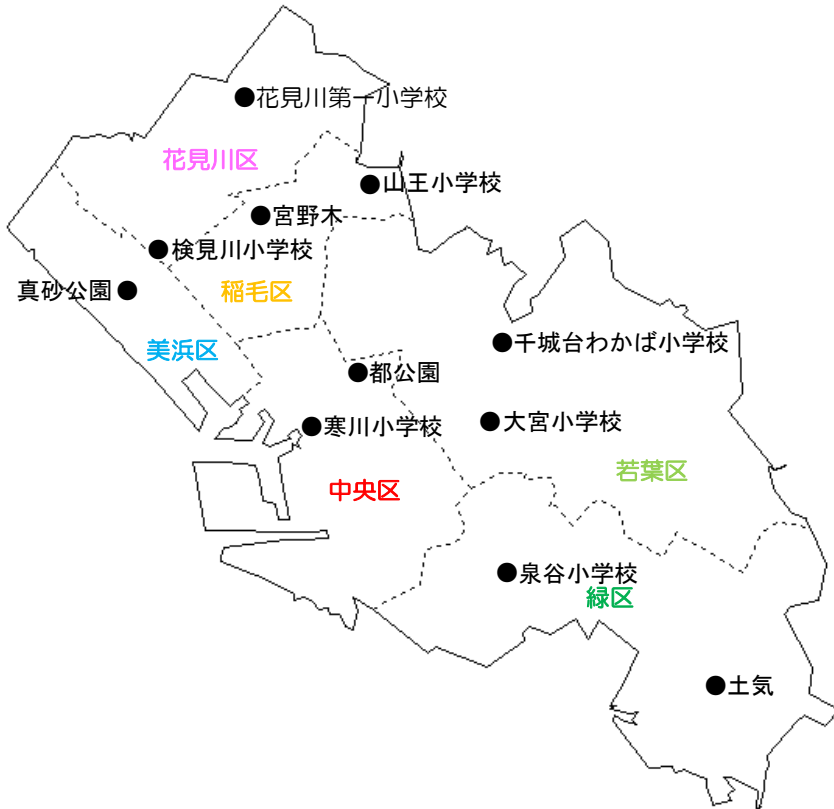 花見川第一小学校
花見川区
山王小学校
宮野木
検見川小学校
真砂公園
稲毛区
美浜区
千城台わかば小学校
都公園
大宮小学校
寒川小学校
若葉区
中央区
泉谷小学校
緑区
土気